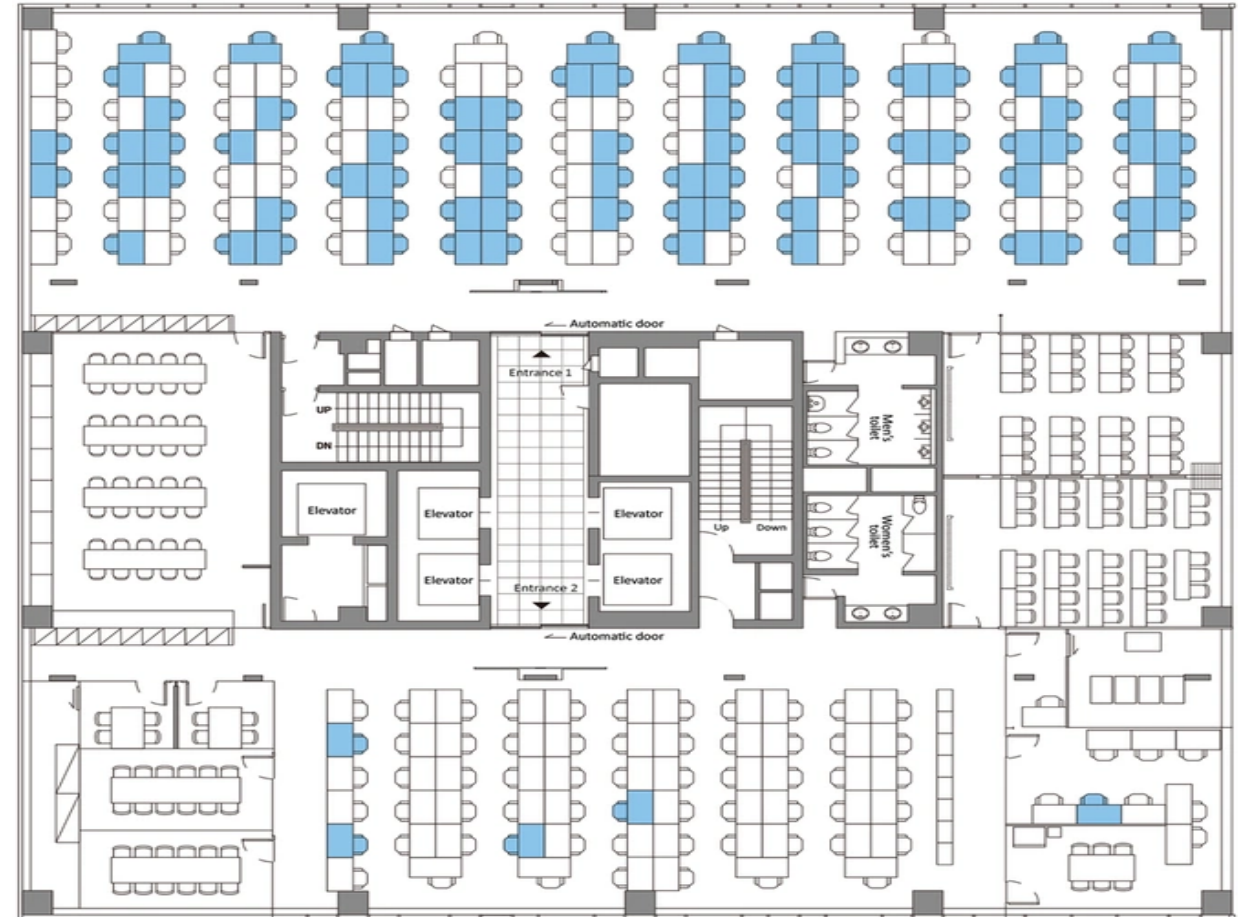 Automatic door
Entrance 1
UP
DN
Men's
toilet
Elevator
Elevator
Elevator
Up
Down
Women's
toilet
Elevator
Elevator
Entrance 2
Automatic door